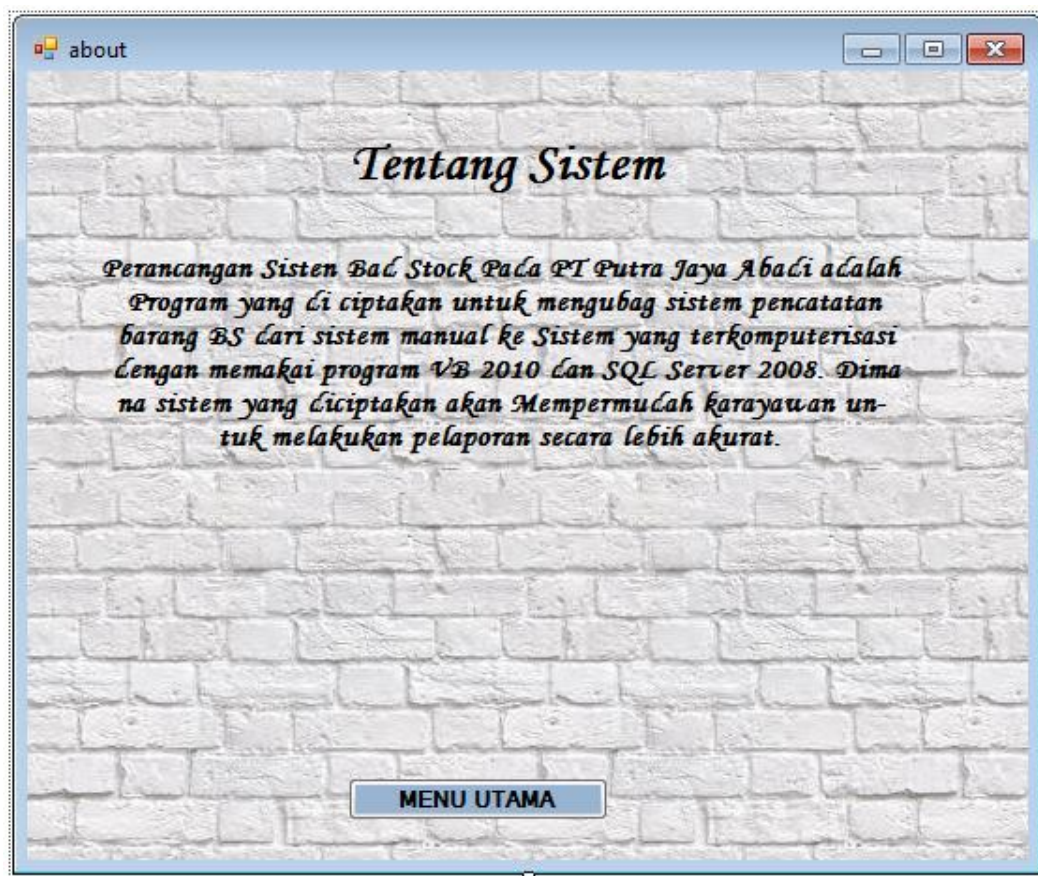 about
Tentang Sistem
Perancangan Sisten Bad Stock Pada PT Putra Jaya Abadi adalah
Program yang di ciptakan untuk mengubag sistem pencatatan
barang BS dari sistem manual ke Sistem yang terkomputerisasi
dengan memakai program VB 2010 dan SQL Server 2008. Dima
na sistem yang diciptakan akan Mempermudah karayawan un-
tuk melakukan pelaporan secara lebih akurat.
MENU UTAMA